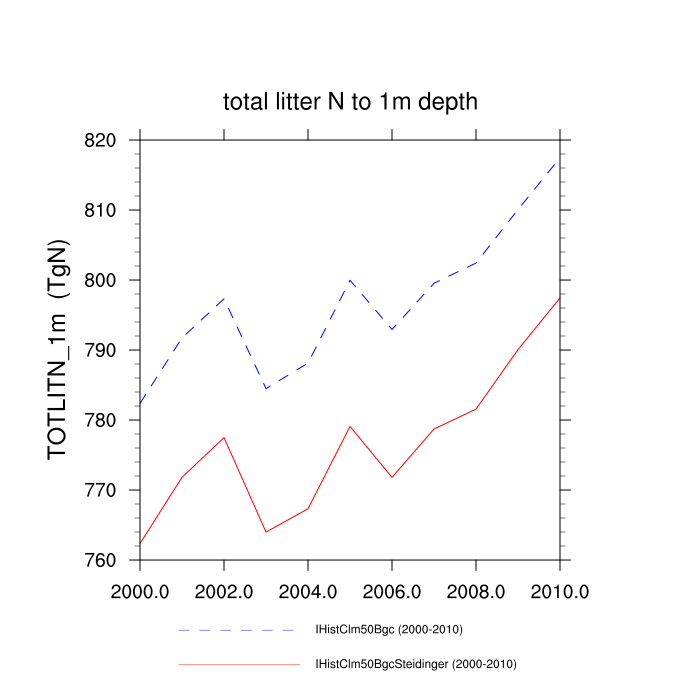 total litter N to 1m depth
TOTLITN_1m (TgN)
820
810
800
790
780
770
760
2000.0 2002.0 2004.0 2006.0 2008.0 2010.0
IHistClm50Bgc (2000-2010)
IHistClm50BgcSteidinger (2000-2010)